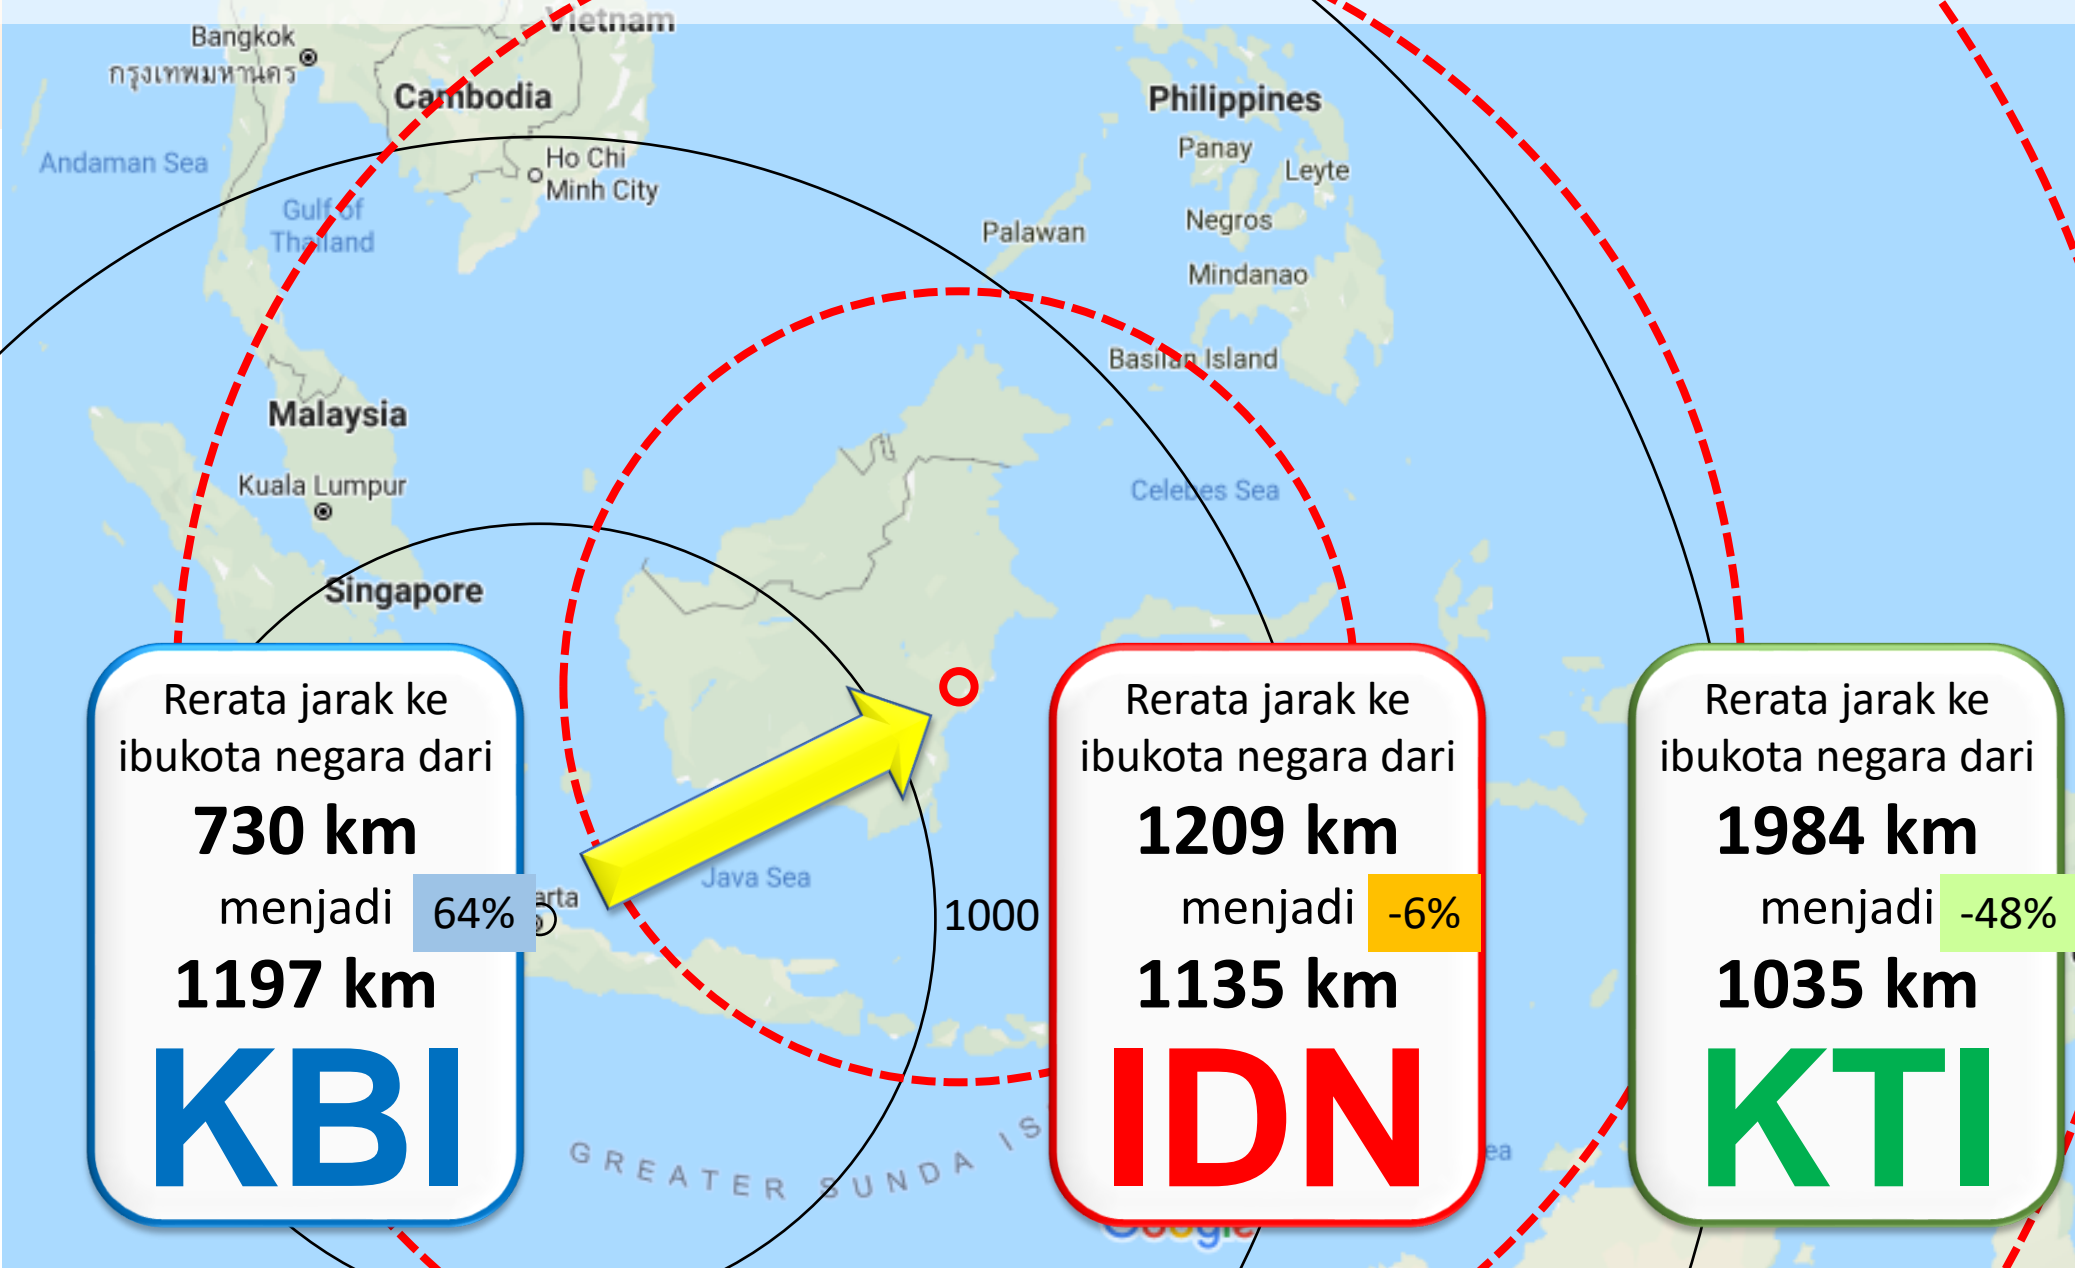 Vietnam
Bangkok
กรุงเทพมหานคร
Cambodia
Philippines
Andaman Sea
Ho Chi
Minh City
Panay
Leyte
Gulf of
Thailand
Palawan
Negros
Mindanao
Basilan Island
Malaysia
Kuala Lumpur
Celebes Sea
Singapore
Rerata jarak ke
ibukota negara dari
730 km
menjadi 64%
1197 km
KBI
arta
Java Sea
1000
Rerata jarak ke
ibukota negara dari
1209 km
menjadi -6%
1135 km
IDN
Rerata jarak ke
ibukota negara dari
1984 km
menjadi -48%
1035 km
KTI
GREATER SUNDA IS
ea
Google